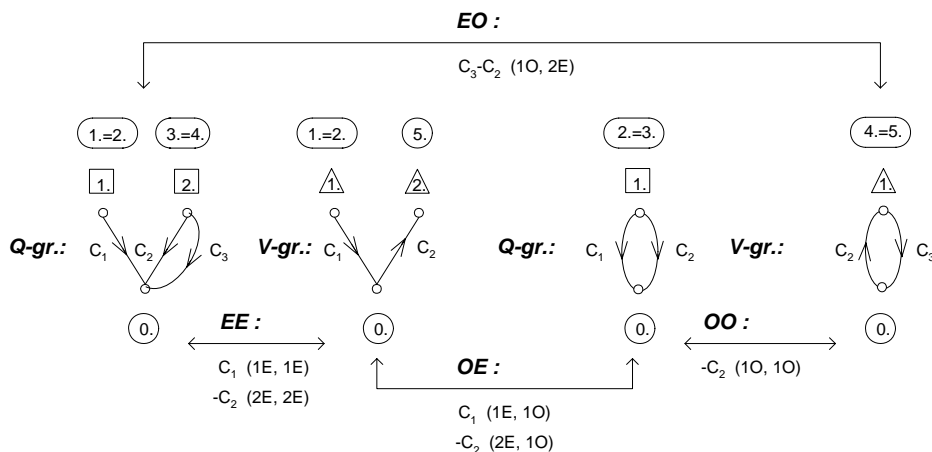 EO :
C₃-C₂ (1O, 2E)
1.=2. 3.=4. 1.=2. 5. 2.=3. 4.=5.
1. 2. 1. 2. 1. 1.
Q-gr.: C₁ C₂ C₃ V-gr.: C₁ C₂ Q-gr.: C₁ C₂ V-gr.: C₂ C₃
0. 0. 0. 0.
EE : OO :
C₁ (1E, 1E) OE : -C₂ (1O, 1O)
-C₂ (2E, 2E)
C₁ (1E, 1O)
-C₂ (2E, 1O)